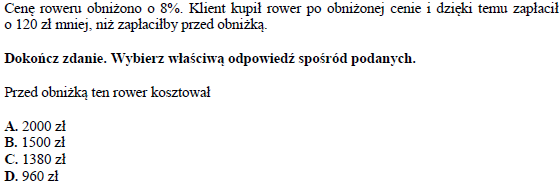 Cenę roweru obniżono o 8%. Klient kupił rower po obniżonej cenie i dzięki temu zapłacił
o 120 zł mniej, niż zapłaciłby przed obniżką.
Dokończ zdanie. Wybierz właściwą odpowiedź spośród podanych.
Przed obniżką ten rower kosztował
A. 2000 zł
B. 1500 zł
C. 1380 zł
D. 960 zł